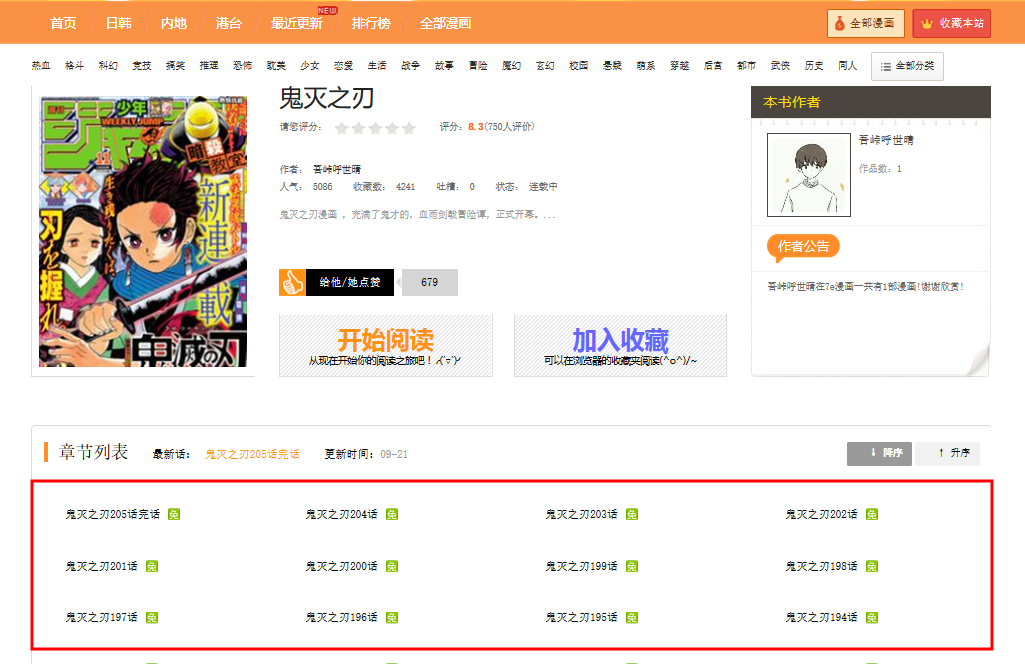 首页 日韩 内地 港台 最近更新 NEW 排行榜 全部漫画 全部漫画 收藏本站
热血 格斗 科幻 竞技 搞笑 推理 恐怖 耽美 少女 恋爱 生活 战争 故事 冒险 魔幻 玄幻 校园 悬疑 萌系 穿越 后宫 都市 武侠 历史 同人 全部分类
鬼灭之刃
请您评分: 评分: 8.3(750人评价)
作者: 吾峠呼世晴
人气: 5086 收藏数: 4241 吐槽: 0 状态: 连载中
鬼灭之刃漫画 ，充满了鬼才的，血雨剑戟冒险谭，正式开幕。...
给他/她点赞 679
开始阅读
从现在开始你的阅读之旅吧！
加入收藏
可以在浏览器的收藏夹阅读(^o^)/~
少年
ジャンプ
WEEKLY JUMP
11
暗殺教室
新連載
刃を握れ
鬼滅の刃
本书作者
吾峠呼世晴
作品数: 1
作者公告
吾峠呼世晴在7e漫画一共有1部漫画!谢谢欣赏!
章节列表 最新话: 鬼灭之刃205话完话 更新时间: 09-21 ↓ 降序 ↑ 升序
鬼灭之刃205话完话 免 鬼灭之刃204话 免 鬼灭之刃203话 免 鬼灭之刃202话 免
鬼灭之刃201话 免 鬼灭之刃200话 免 鬼灭之刃199话 免 鬼灭之刃198话 免
鬼灭之刃197话 免 鬼灭之刃196话 免 鬼灭之刃195话 免 鬼灭之刃194话 免